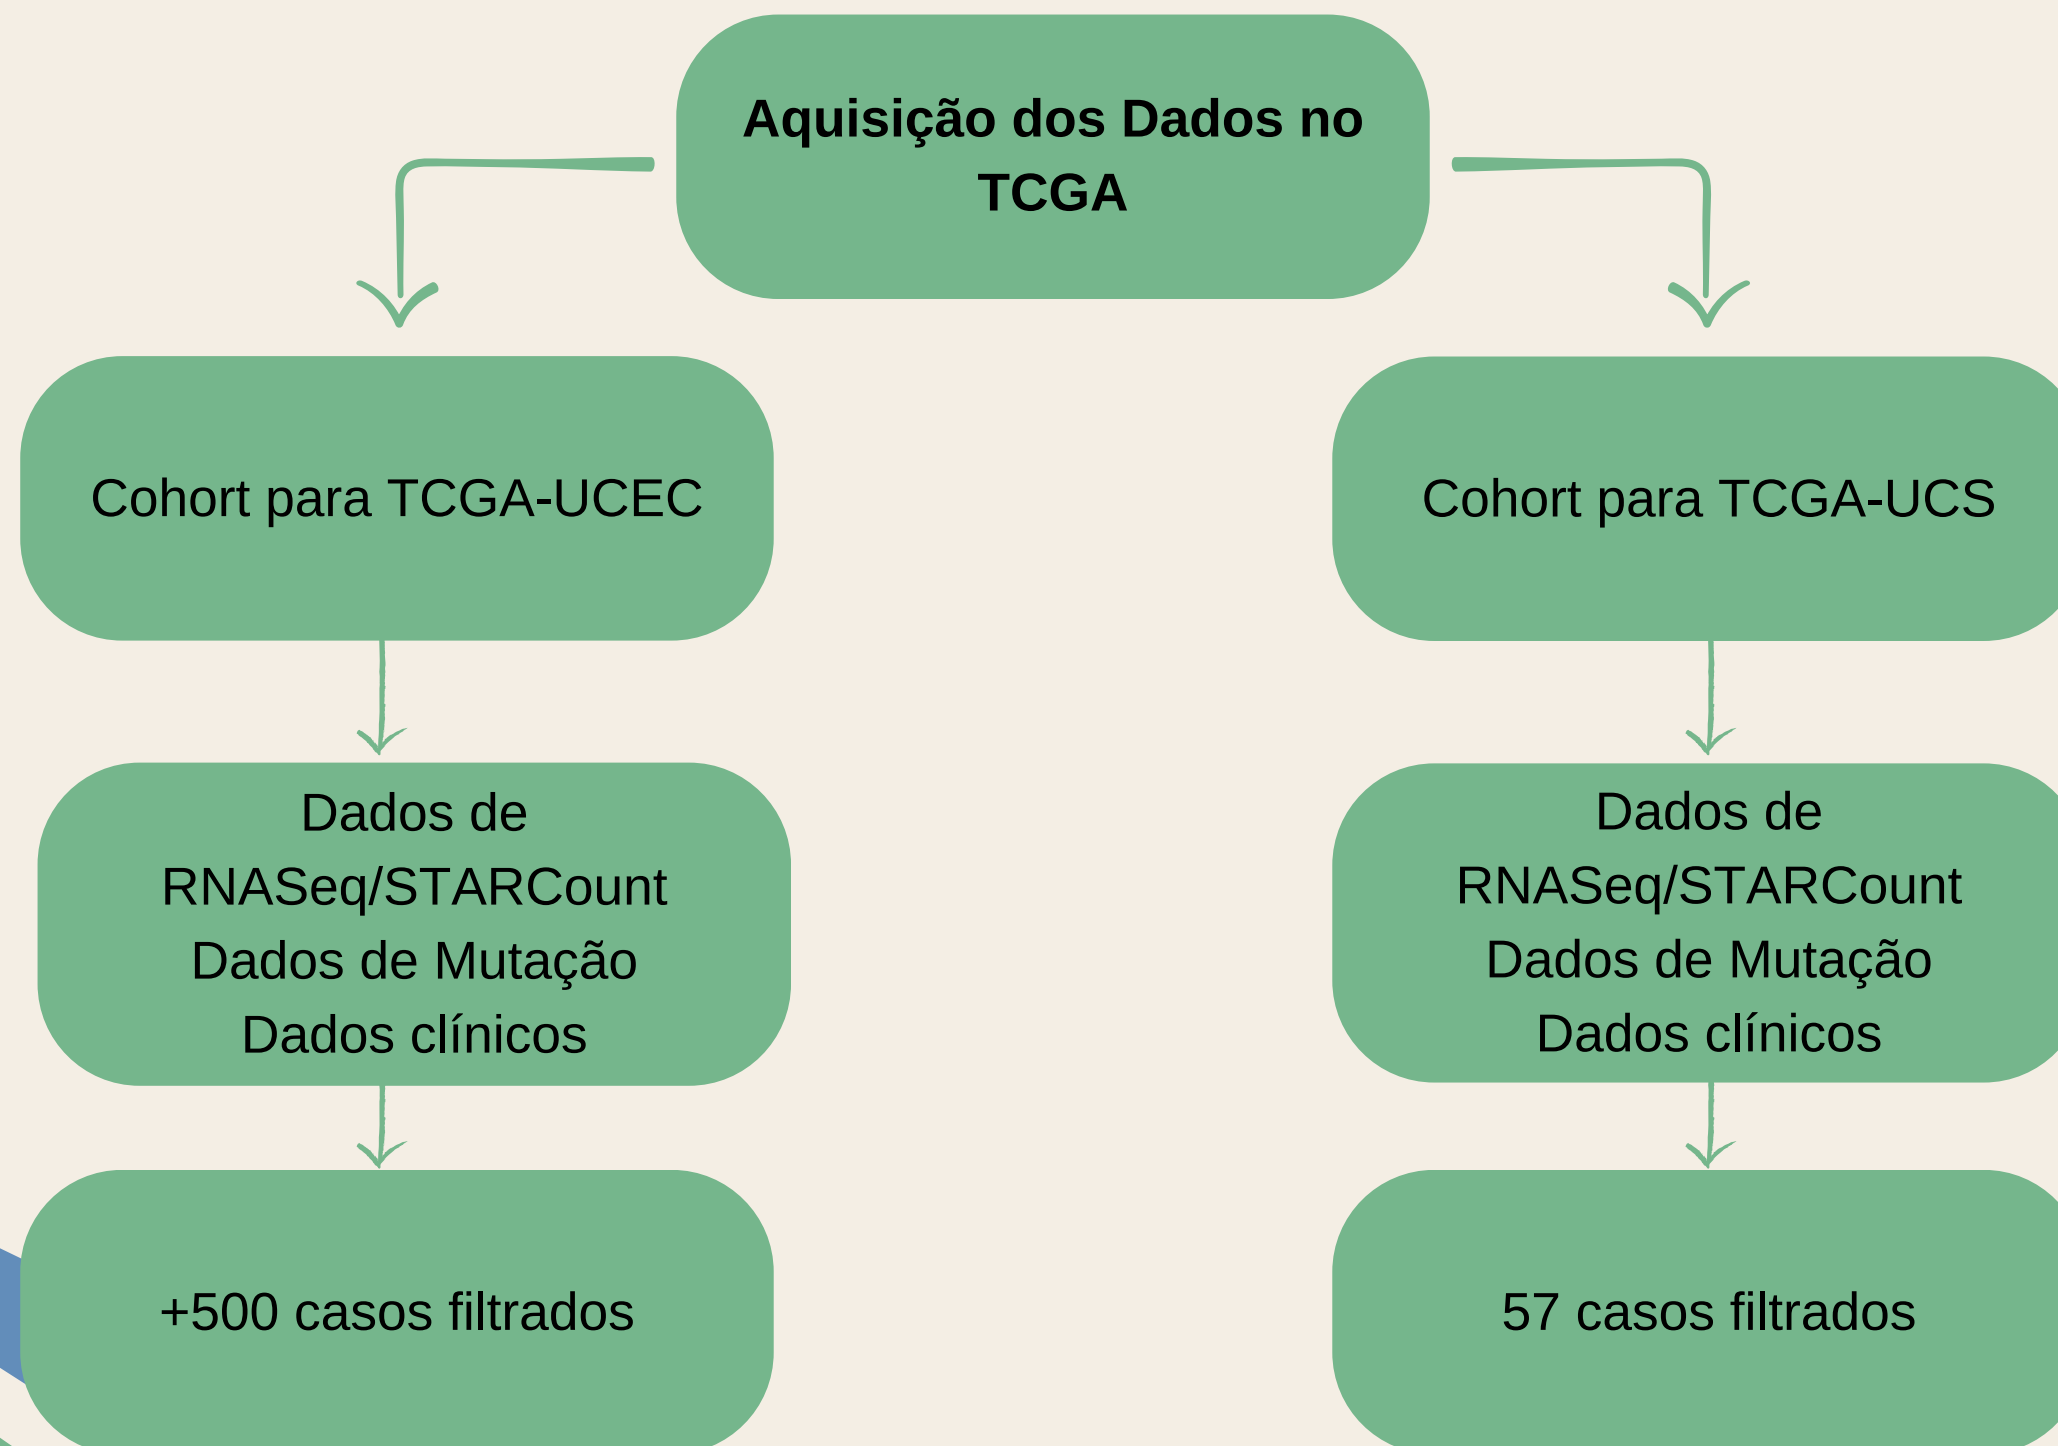 Aquisição dos Dados no
TCGA
Cohort para TCGA-UCEC
Cohort para TCGA-UCS
Dados de
RNASeq/STARCount
Dados de Mutação
Dados clínicos
Dados de
RNASeq/STARCount
Dados de Mutação
Dados clínicos
+500 casos filtrados
57 casos filtrados